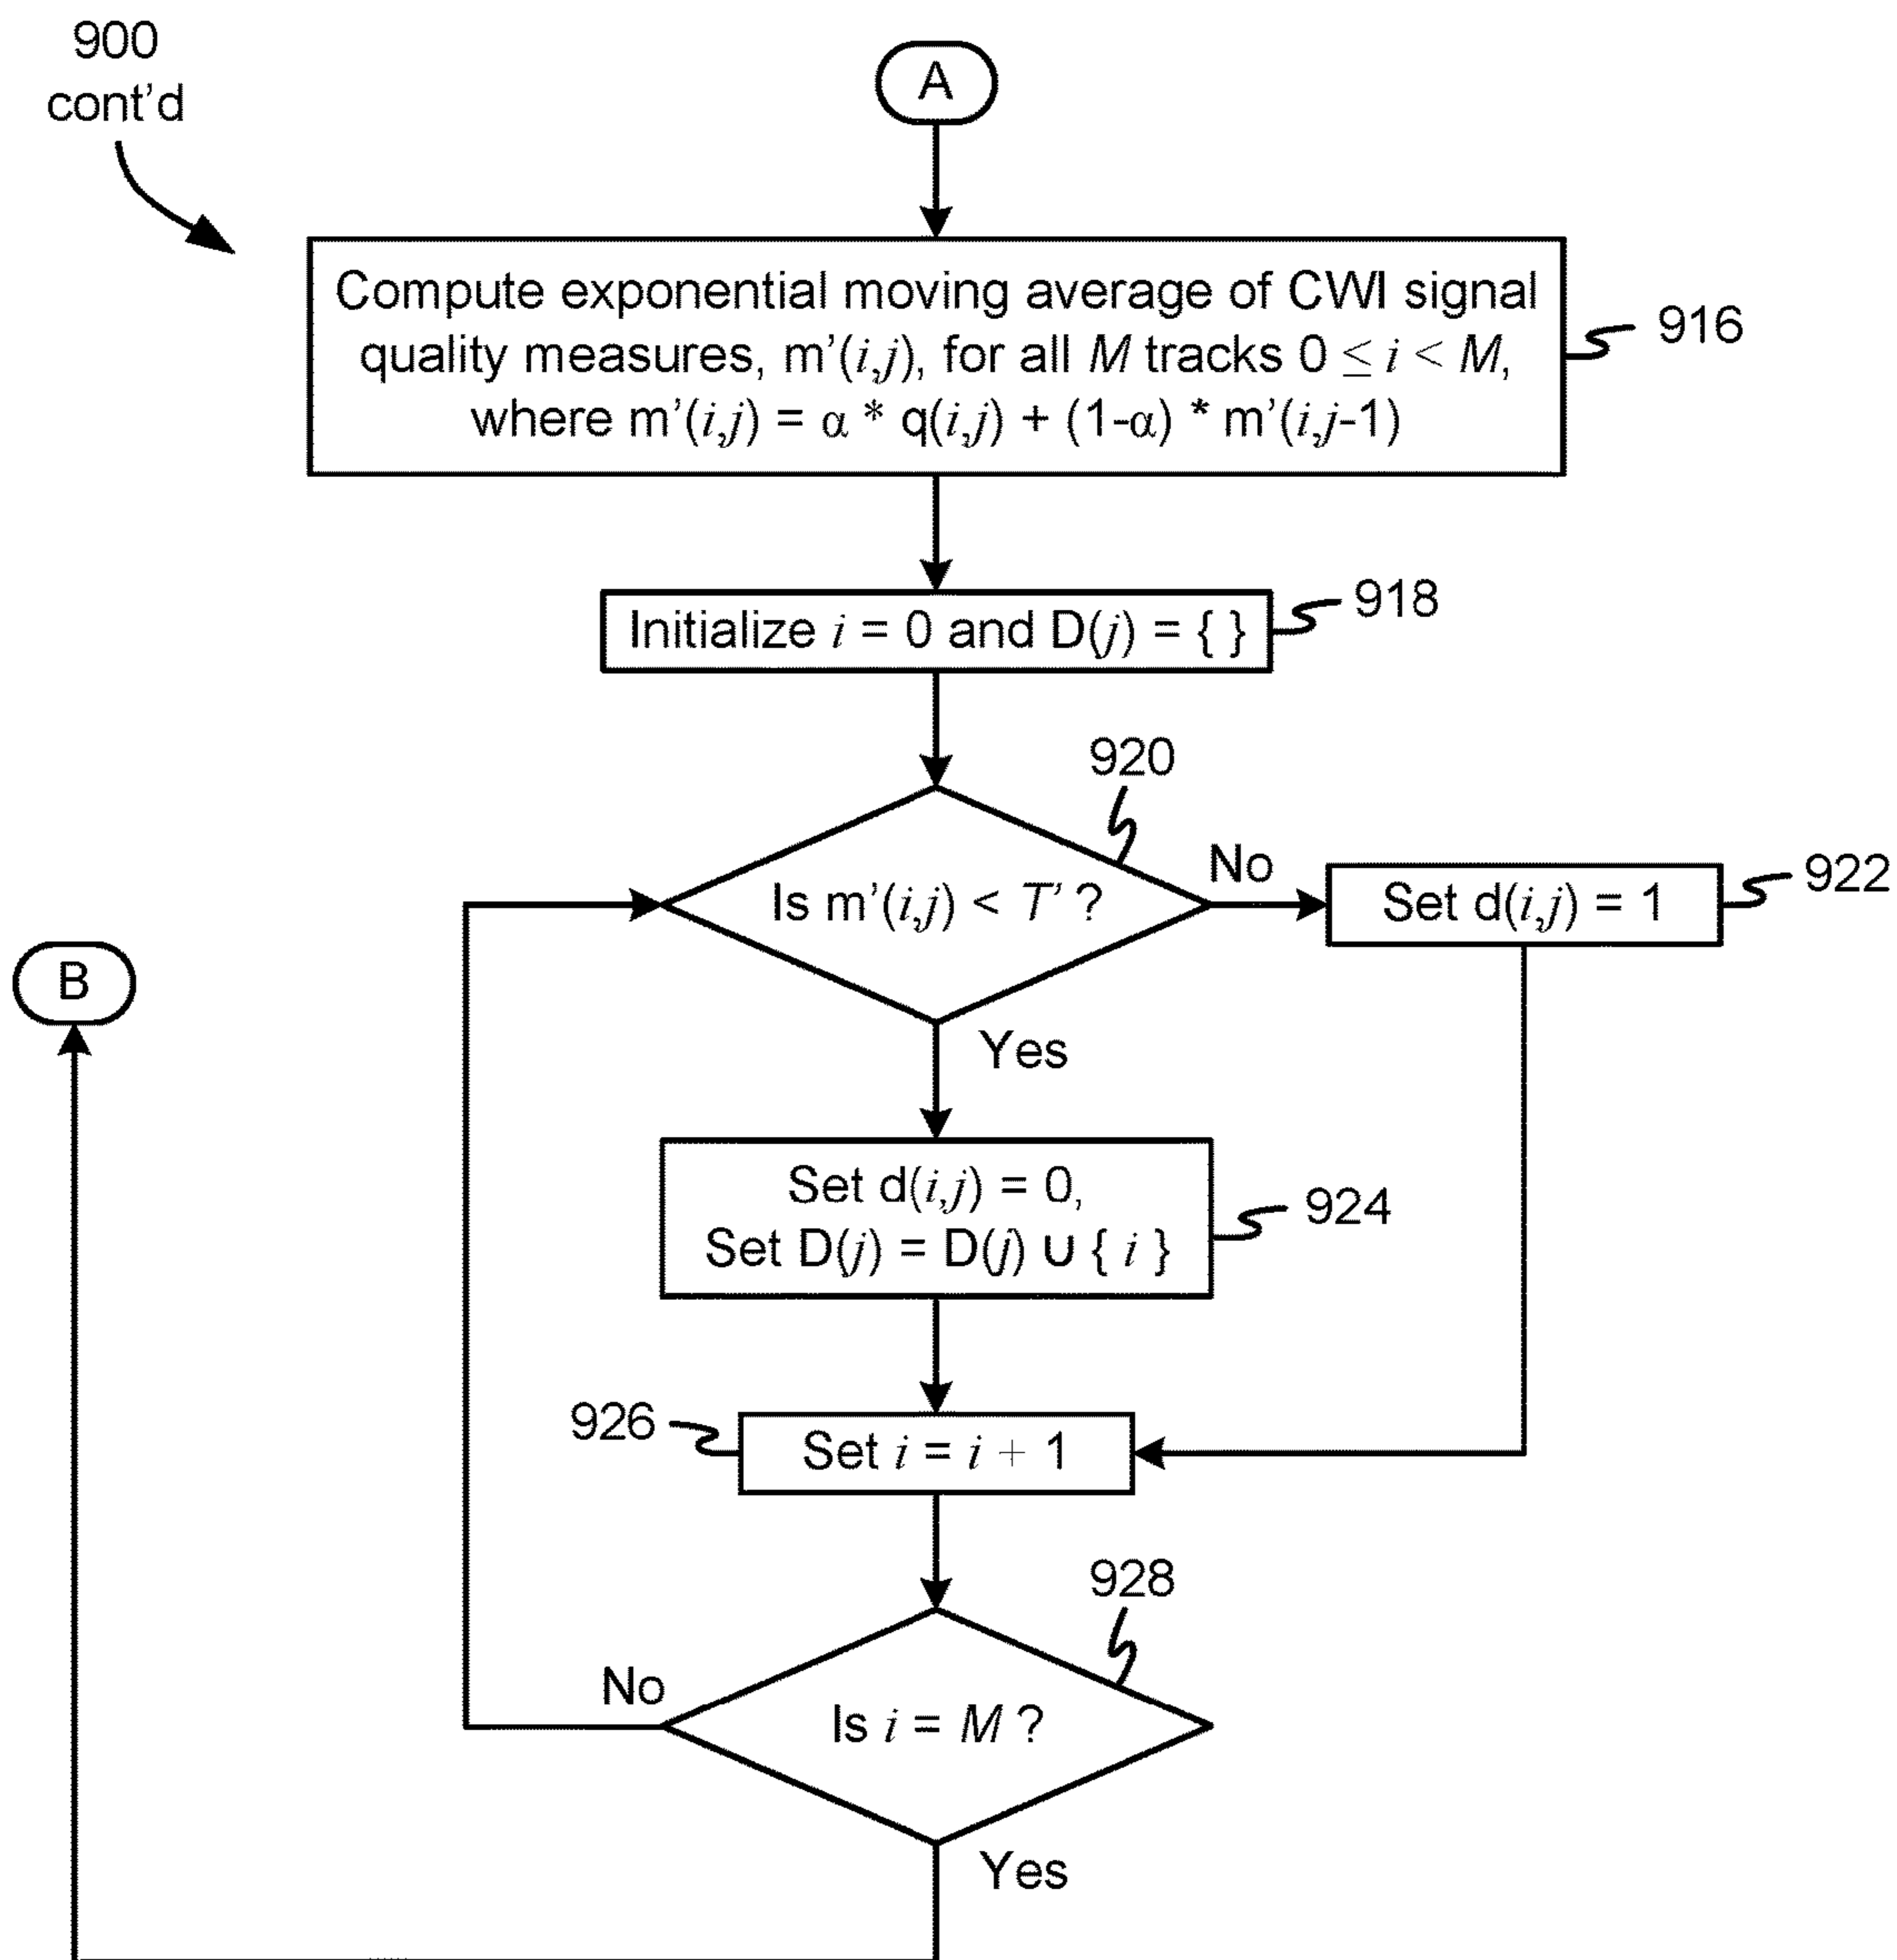 900
cont’d
A
Compute exponential moving average of CWI signal
quality measures, m’(i,j), for all M tracks 0 ≤ i < M,
where m’(i,j) = α * q(i,j) + (1-α) * m’(i,j-1)
916
Initialize i = 0 and D(j) = { }
918
920
Is m’(i,j) < T’ ?
No
Set d(i,j) = 1
922
B
Yes
Set d(i,j) = 0,
Set D(j) = D(j) ∪ { i }
924
926
Set i = i + 1
928
No
Is i = M ?
Yes